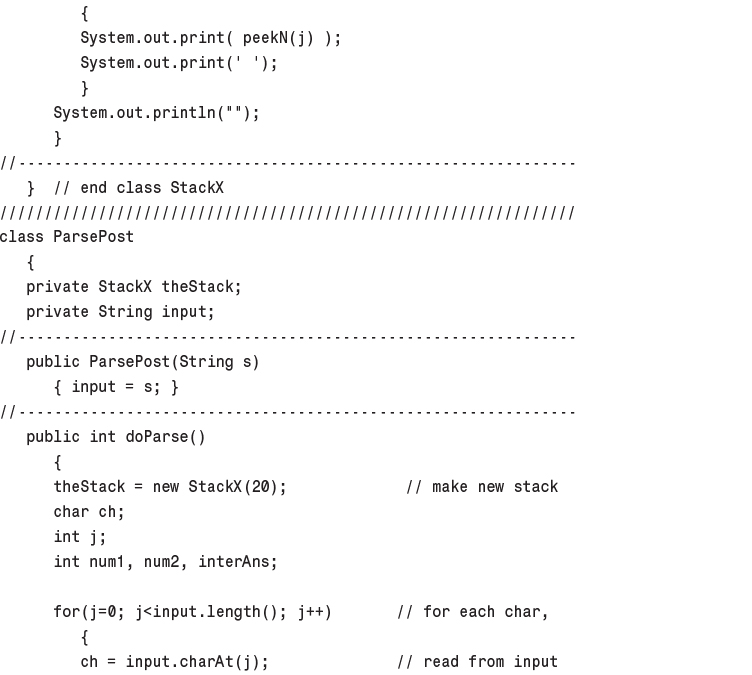 {
         System.out.print( peekN(j) );
         System.out.print(' ');
         }
      System.out.println("");
      }
//--------------------------------------------------------------
   }  // end class StackX
////////////////////////////////////////////////////////////////
class ParsePost
   {
   private StackX theStack;
   private String input;
//--------------------------------------------------------------
   public ParsePost(String s)
      { input = s; }
//--------------------------------------------------------------
   public int doParse()
      {
      theStack = new StackX(20);             // make new stack
      char ch;
      int j;
      int num1, num2, interAns;

      for(j=0; j<input.length(); j++)       // for each char,
         {
         ch = input.charAt(j);              // read from input